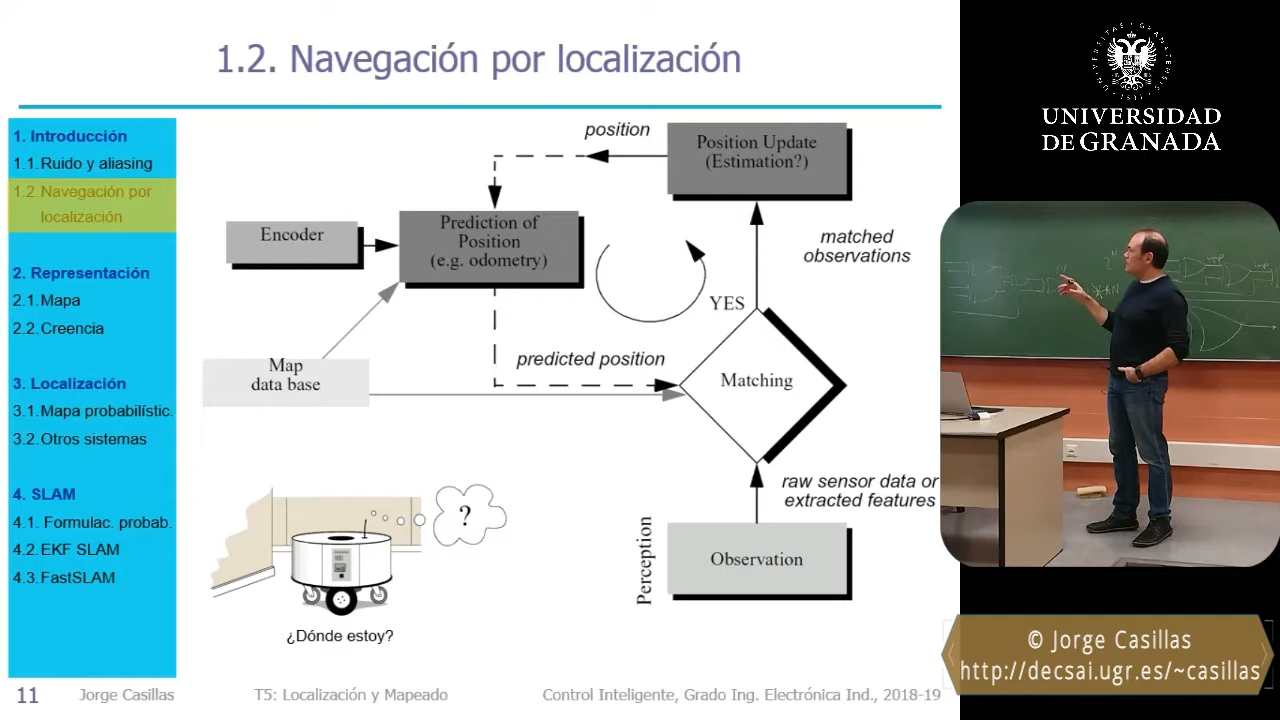 1.2. Navegación por localización
1. Introducción
1.1. Ruido y aliasing
1.2. Navegación por
localización
2. Representación
2.1. Mapa
2.2. Creencia
3. Localización
3.1. Mapa probabilístic.
3.2. Otros sistemas
4. SLAM
4.1. Formulac. probab.
4.2. EKF SLAM
4.3. FastSLAM
position
Position Update
(Estimation?)
Encoder
Prediction of
Position
(e.g. odometry)
matched
observations
YES
Map
data base
predicted position
Matching
raw sensor data or
extracted features
Perception
Observation
?
¿Dónde estoy?
11
Jorge Casillas
T5: Localización y Mapeado
Control Inteligente, Grado Ing. Electrónica Ind., 2018-19
UNIVERSIDAD
DE GRANADA
© Jorge Casillas
http://decsai.ugr.es/~casillas